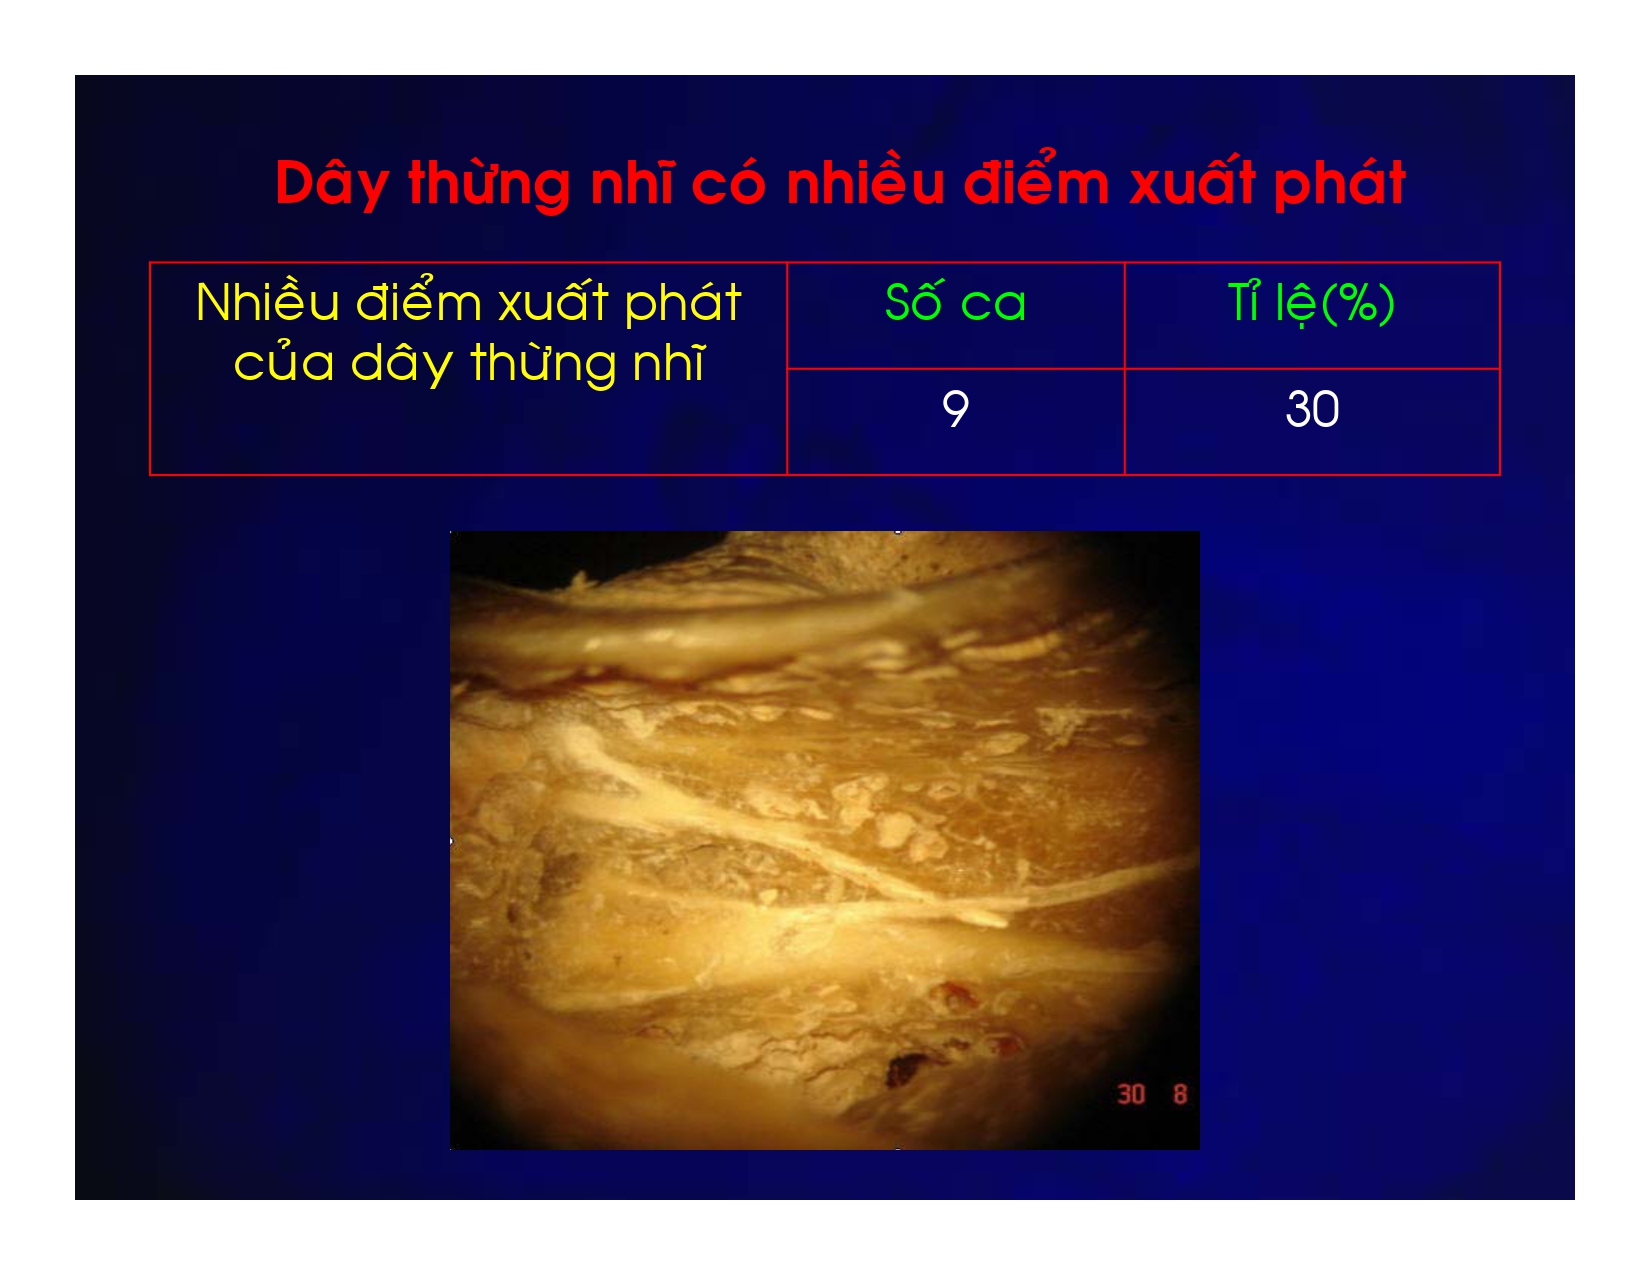 Dây thừng nhĩ có nhiều điểm xuất phát
Nhiều điểm xuất phát
của dây thừng nhĩ
Số ca
Tỉ lệ(%)
9
30
30 8